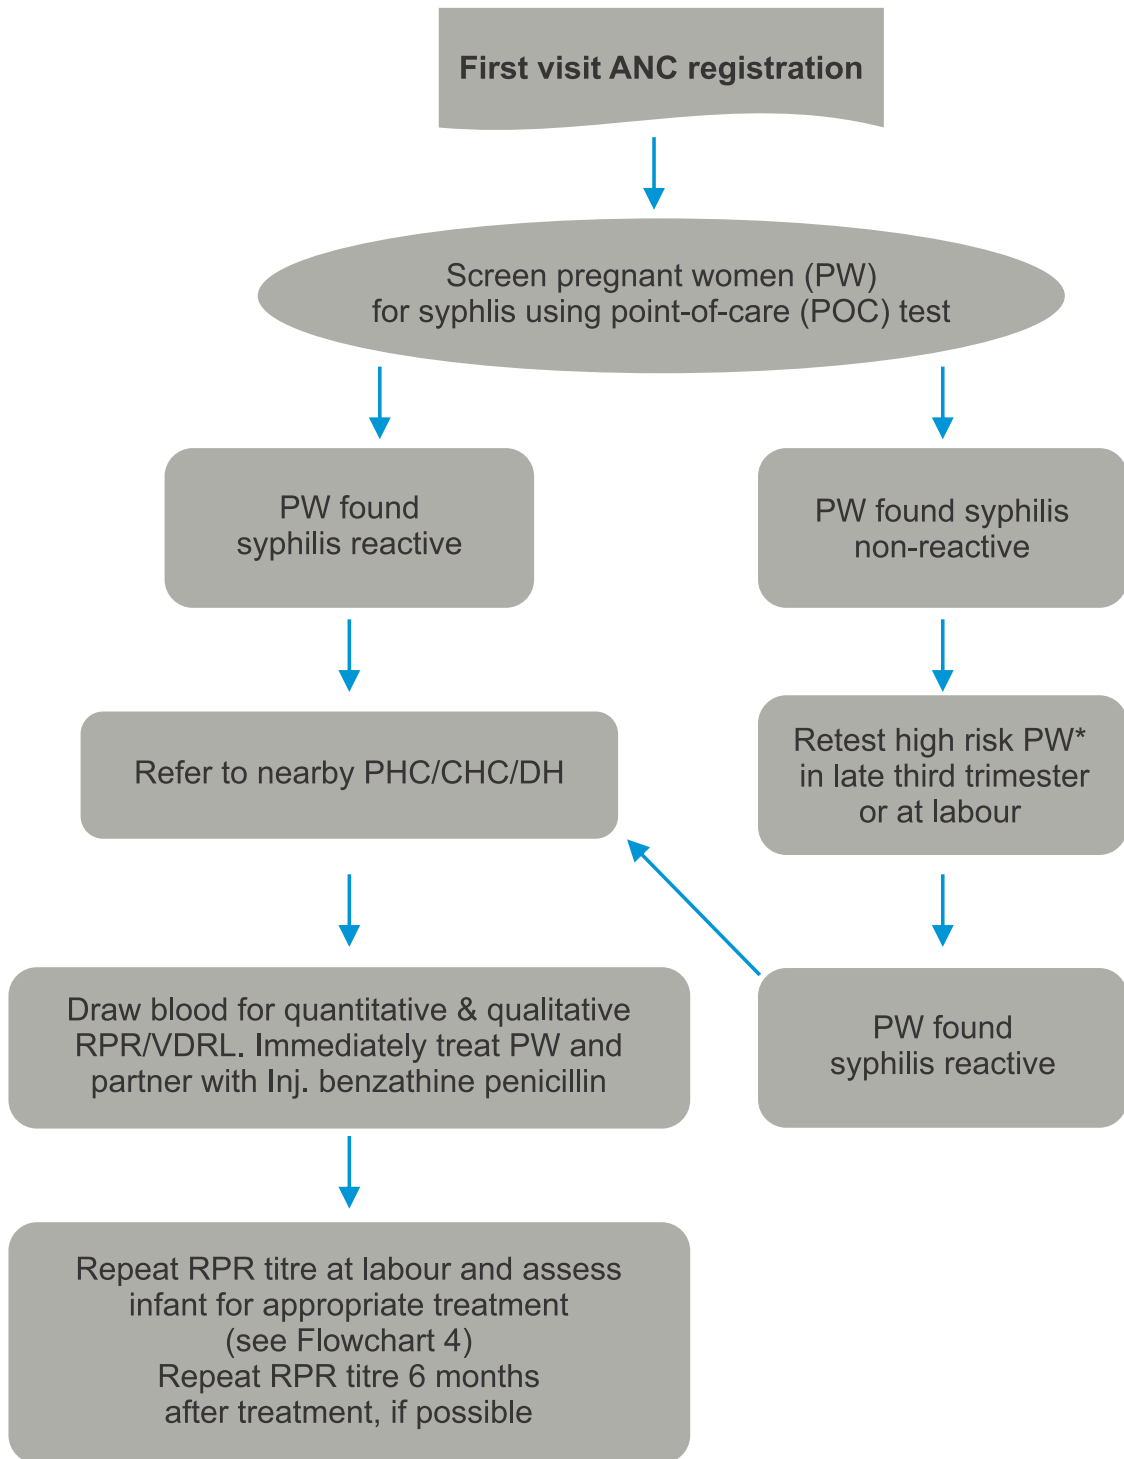 First visit ANC registration
Screen pregnant women (PW)
for syphlis using point-of-care (POC) test
PW found
syphilis reactive
PW found syphilis
non-reactive
Refer to nearby PHC/CHC/DH
Retest high risk PW*
in late third trimester
or at labour
Draw blood for quantitative & qualitative
RPR/VDRL. Immediately treat PW and
partner with Inj. benzathine penicillin
PW found
syphilis reactive
Repeat RPR titre at labour and assess
infant for appropriate treatment
(see Flowchart 4)
Repeat RPR titre 6 months
after treatment, if possible